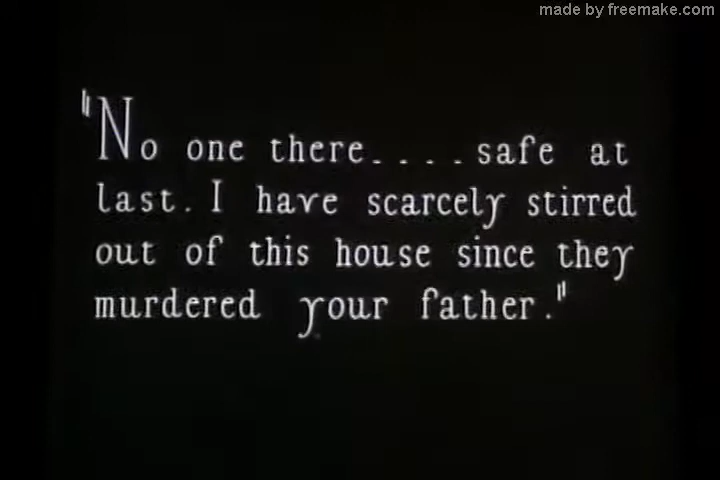 made by freemake.com
"No one there.... safe at
last. I have scarcely stirred
out of this house since they
murdered your father."